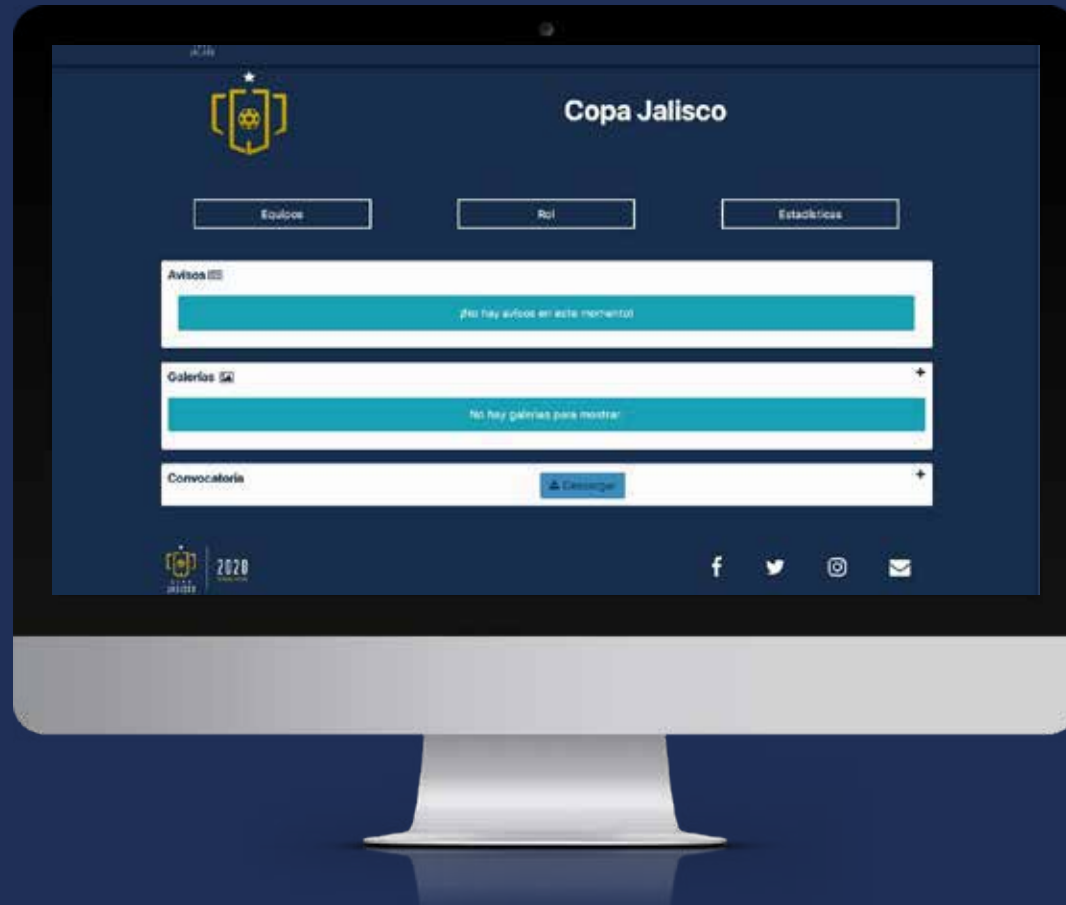 Copa Jalisco
Equipos
Rol
Estadísticas
Avisos
¡No hay avisos en este momento!
Galerías
No hay galerías para mostrar
Convocatoria
Descargar
JALISCO